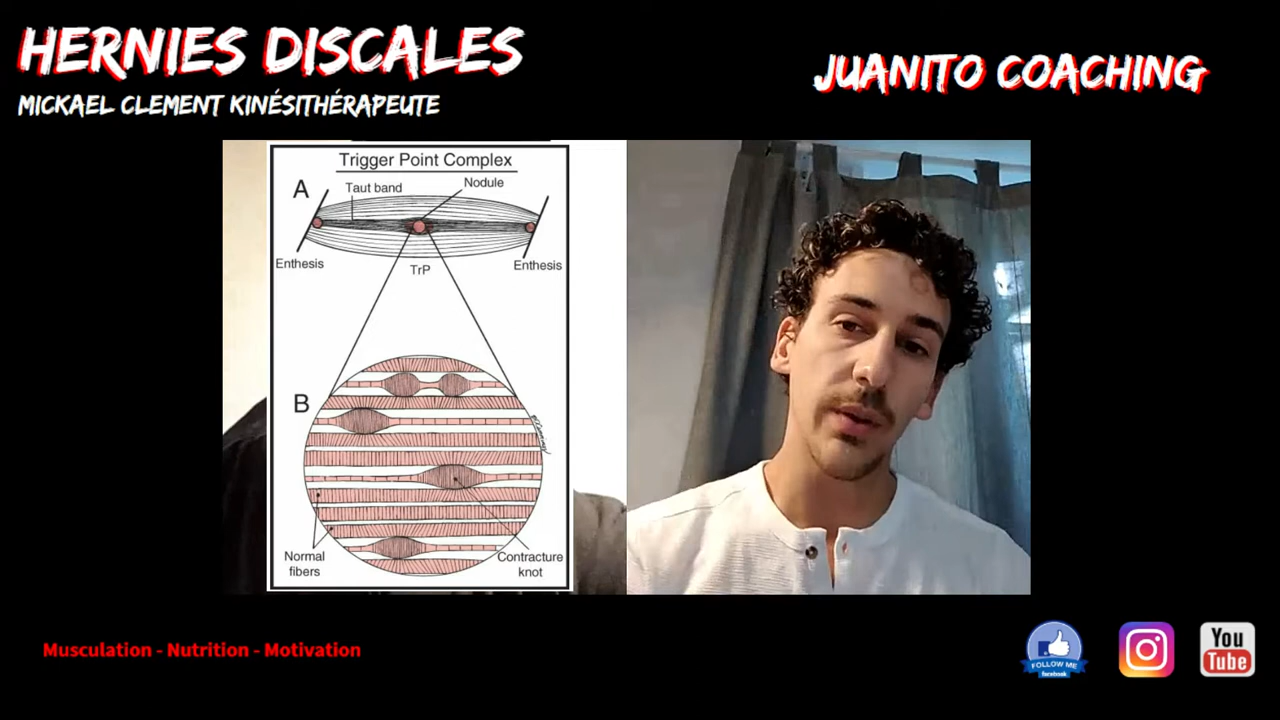 HERNIES DISCALES
MICKAEL CLEMENT KINÉSITHÉRAPEUTE
JUANITO COACHING
Trigger Point Complex
A
Taut band
Nodule
Enthesis
TrP
Enthesis
B
Normal
fibers
Contracture
knot
Musculation - Nutrition - Motivation
FOLLOW ME
facebook
You
Tube